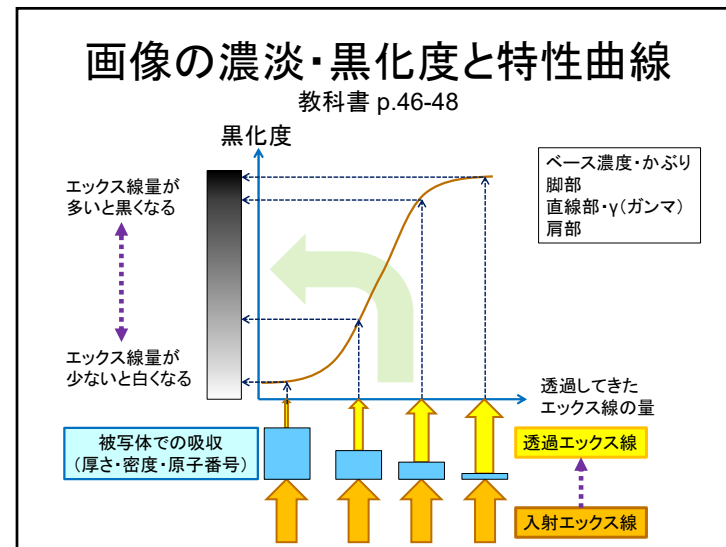 画像の濃淡・黒化度と特性曲線
教科書 p.46-48
黒化度
エックス線量が
多いと黒くなる
ベース濃度・かぶり
脚部
直線部・γ(ガンマ)
肩部
エックス線量が
少ないと白くなる
透過してきた
エックス線の量
被写体での吸収
(厚さ・密度・原子番号)
透過エックス線
入射エックス線